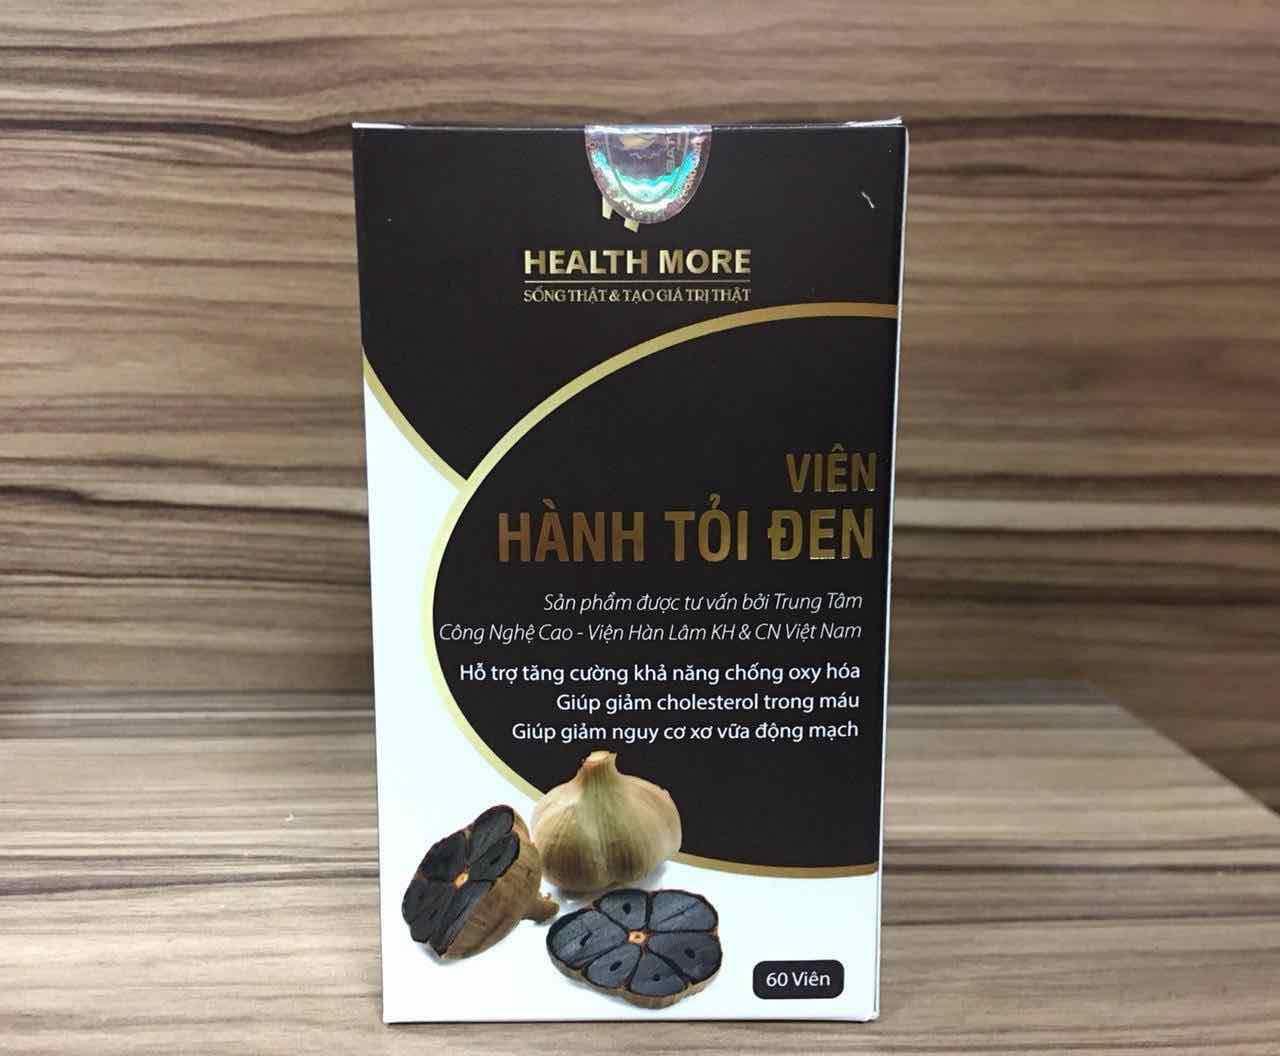 HEALTH MORE
SỐNG THẬT & TẠO GIÁ TRỊ THẬT
VIÊN
HÀNH TỎI ĐEN
Sản phẩm được tư vấn bởi Trung Tâm
Công Nghệ Cao - Viện Hàn Lâm KH & CN Việt Nam
Hỗ trợ tăng cường khả năng chống oxy hóa
Giúp giảm cholesterol trong máu
Giúp giảm nguy cơ xơ vữa động mạch
60 Viên